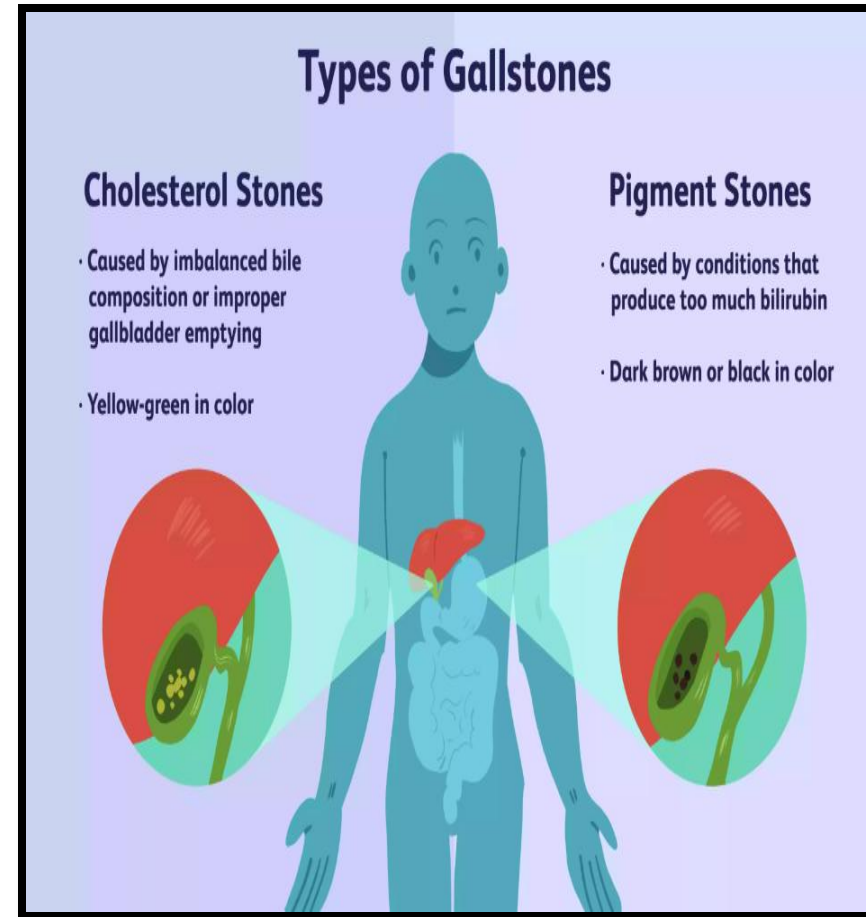 Types of Gallstones
Cholesterol Stones
· Caused by imbalanced bile
composition or improper
gallbladder emptying
· Yellow-green in color
Pigment Stones
· Caused by conditions that
produce too much bilirubin
· Dark brown or black in color